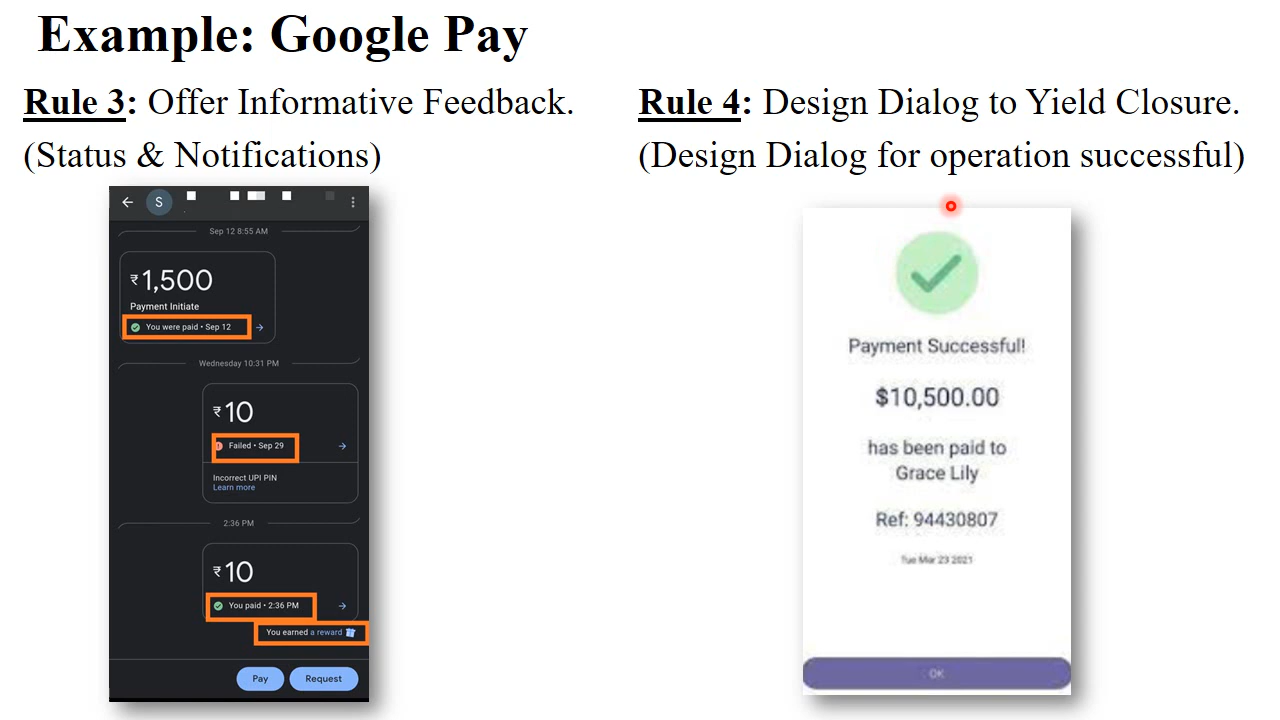 Example: Google Pay
Rule 3: Offer Informative Feedback.
(Status & Notifications)
S
Sep 12 8:55 AM
₹1,500
Payment Initiate
You were paid • Sep 12
Wednesday 10:31 PM
₹10
Failed • Sep 29
Incorrect UPI PIN
Learn more
2:36 PM
₹10
You paid • 2:36 PM
You earned a reward
Pay
Request
Rule 4: Design Dialog to Yield Closure.
(Design Dialog for operation successful)
Payment Successful!
$10,500.00
has been paid to
Grace Lily
Ref: 94430807
Tue Mar 23 2021
OK